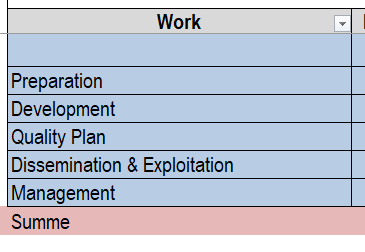 Work
Preparation
Development
Quality Plan
Dissemination & Exploitation
Management
Summe